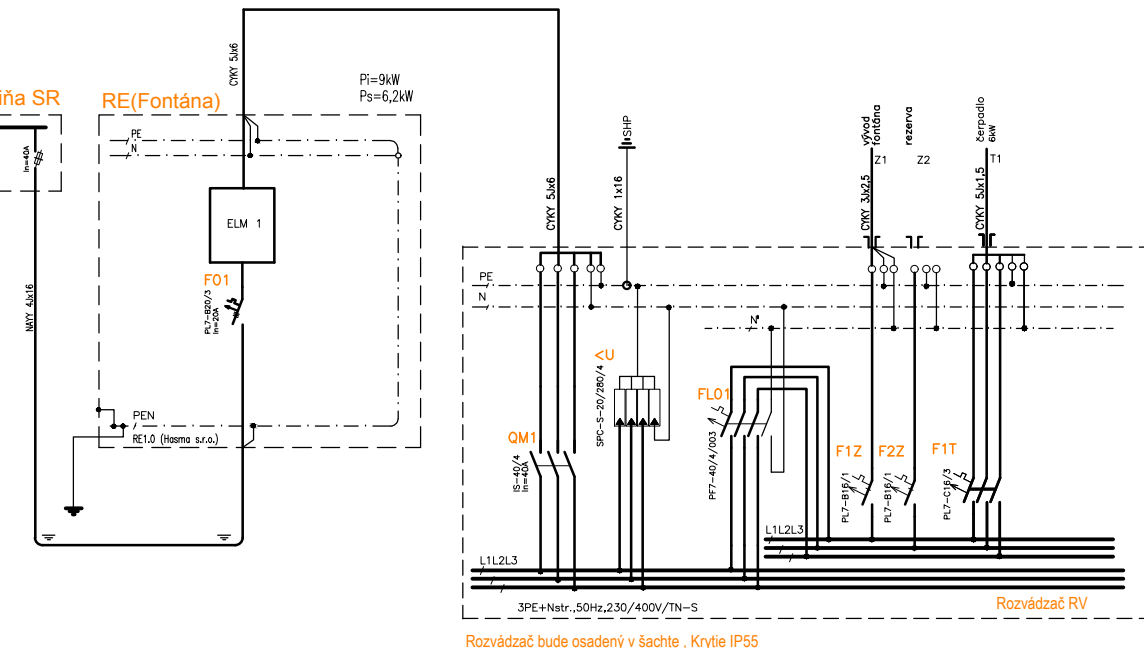 iňa SR
In=40A
NAYY 4Jx16
RE(Fontána)
CYKY 5Jx6
Pi=9kW
Ps=6,2kW
PE
N
ELM 1
F01
PL7-B20/3
In=20A
PEN
RE1.0 (Hasma s.r.o.)
CYKY 5Jx6
SHP
CYKY 1x16
vývod
fontána
Z1
CYKY 3Jx2,5
rezerva
Z2
čerpadlo
6kW
T1
CYKY 5Jx1,5
PE
N
N'
<U
SPC-S-20/280/4
FL01
PF7-40/4/003
QM1
IS-40/4
In=40A
F1Z
PL7-B16/1
F2Z
PL7-B16/1
F1T
PL7-C16/3
L1L2L3
L1L2L3
3PE+Nstr.,50Hz,230/400V/TN-S
Rozvádzač RV
Rozvádzač bude osadený v šachte . Krytie IP55